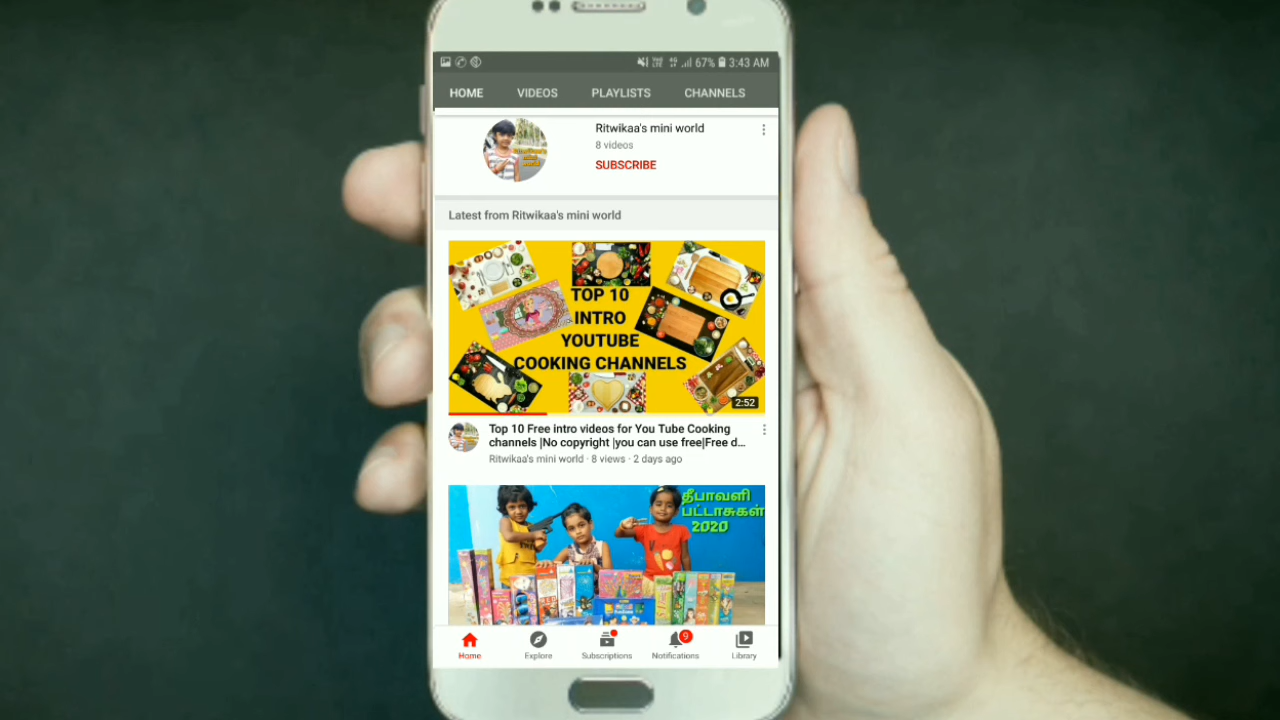 67% 3:43 AM
HOME VIDEOS PLAYLISTS CHANNELS
Ritwikaa's mini world
8 videos
SUBSCRIBE
Latest from Ritwikaa's mini world
TOP 10
INTRO
YOUTUBE
COOKING CHANNELS
2:52
Top 10 Free intro videos for You Tube Cooking
channels |No copyright |you can use free|Free d...
Ritwikaa's mini world · 8 views · 2 days ago
தீபாவளி
பட்டாசுகள்
2020
9
Home Explore Subscriptions Notifications Library